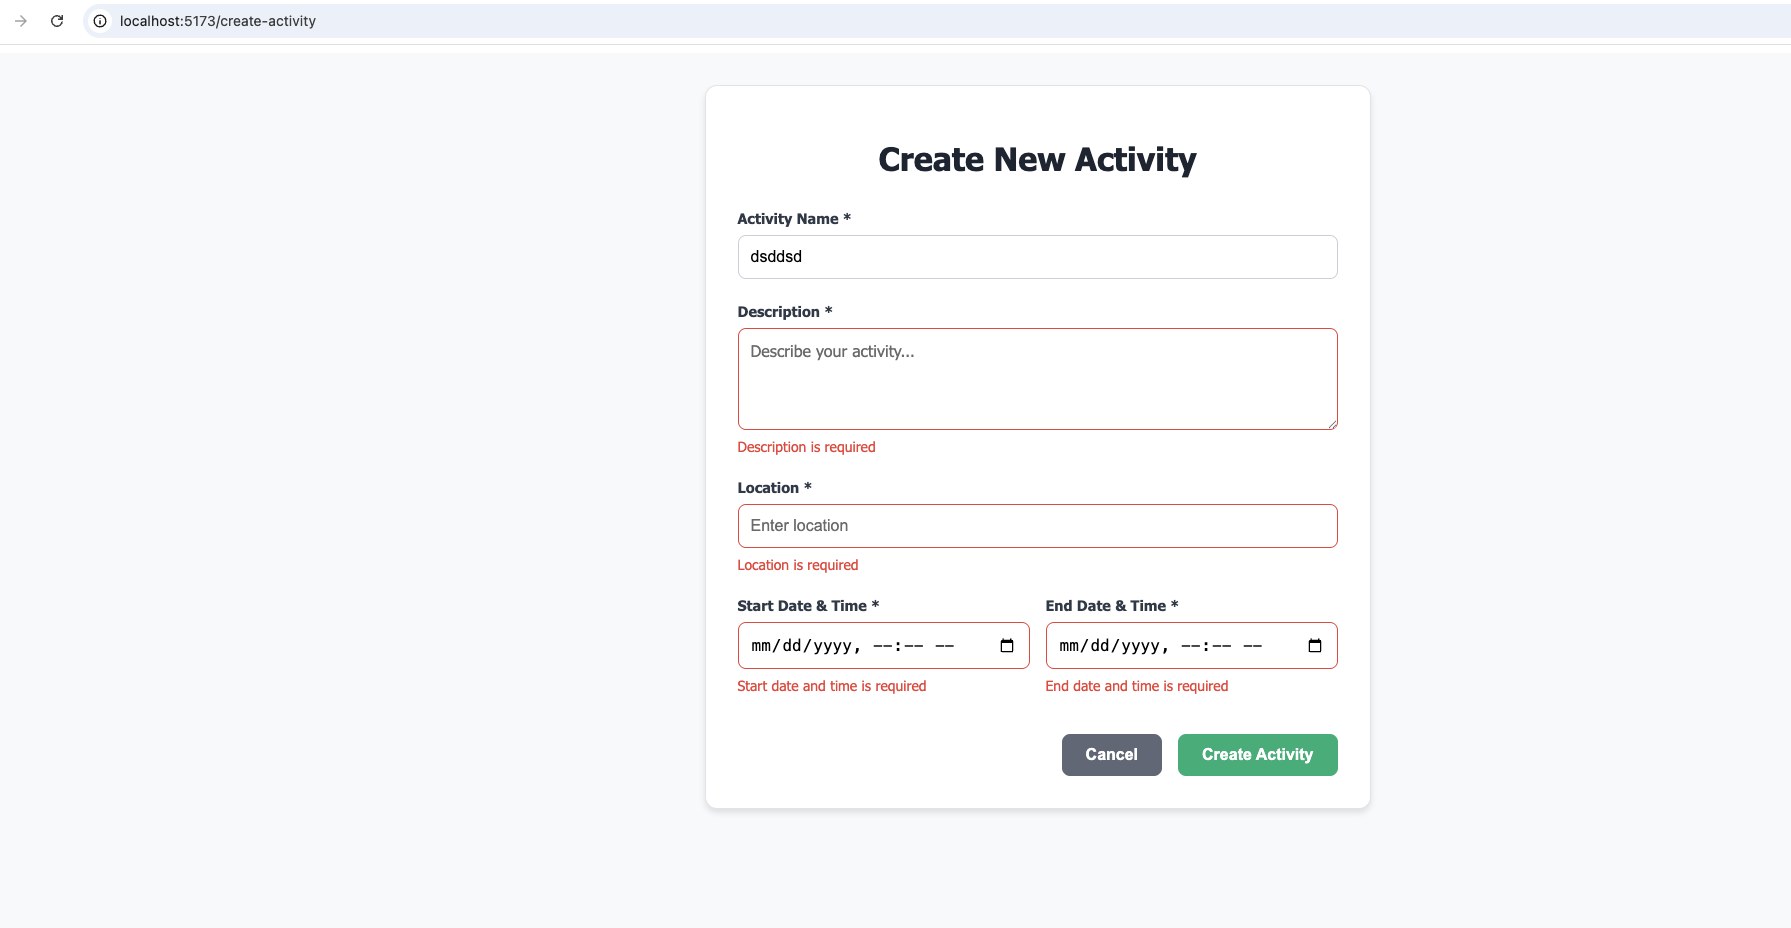 localhost:5173/create-activity
Create New Activity
Activity Name *
dsddsd
Description *
Describe your activity...
Description is required
Location *
Enter location
Location is required
Start Date & Time * End Date & Time *
mm/dd/yyyy, --:-- -- mm/dd/yyyy, --:-- --
Start date and time is required End date and time is required
Cancel Create Activity